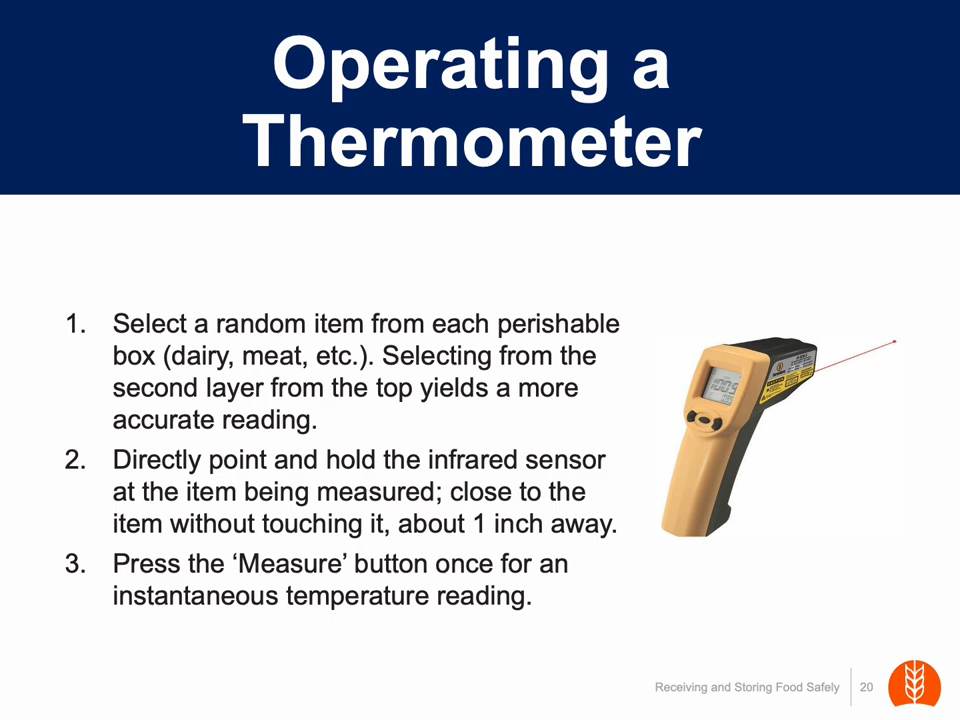 Operating a
Thermometer
1. Select a random item from each perishable
box (dairy, meat, etc.). Selecting from the
second layer from the top yields a more
accurate reading.
2. Directly point and hold the infrared sensor
at the item being measured; close to the
item without touching it, about 1 inch away.
3. Press the ‘Measure’ button once for an
instantaneous temperature reading.
Receiving and Storing Food Safely
20